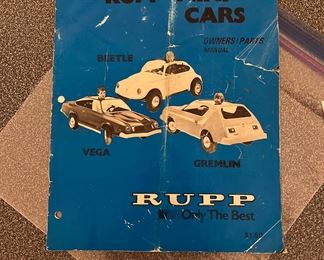 CARS
OWNERS/PARTS
MANUAL
BEETLE
VEGA
GREMLIN
RUPP
Only The Best